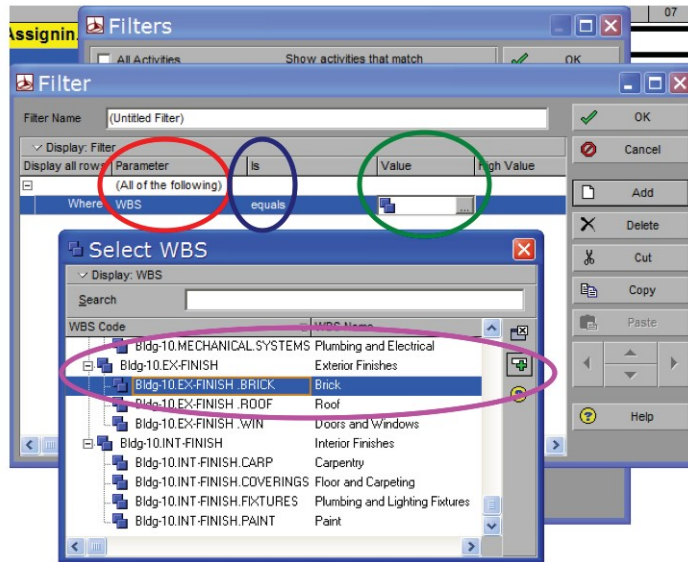 07
Assignin
Filters
All Activities Show activities that match OK
Filter
Filter Name (Untitled Filter)
OK
Cancel
Add
Delete
Cut
Copy
Paste
Help
Display: Filter
Display all rows Parameter Is Value High Value
(All of the following)
Where WBS equals ...
Select WBS
Display: WBS
Search
WBS Code WBS Name
Bldg-10.MECHANICAL.SYSTEMS Plumbing and Electrical
Bldg-10.EX-FINISH Exterior Finishes
Bldg-10.EX-FINISH .BRICK Brick
Bldg-10.EX-FINISH .ROOF Roof
Bldg-10.EX-FINISH .WIN Doors and Windows
Bldg-10.INT-FINISH Interior Finishes
Bldg-10.INT-FINISH.CARP Carpentry
Bldg-10.INT-FINISH.COVERINGS Floor and Carpeting
Bldg-10.INT-FINISH.FIXTURES Plumbing and Lighting Fixtures
Bldg-10.INT-FINISH.PAINT Paint